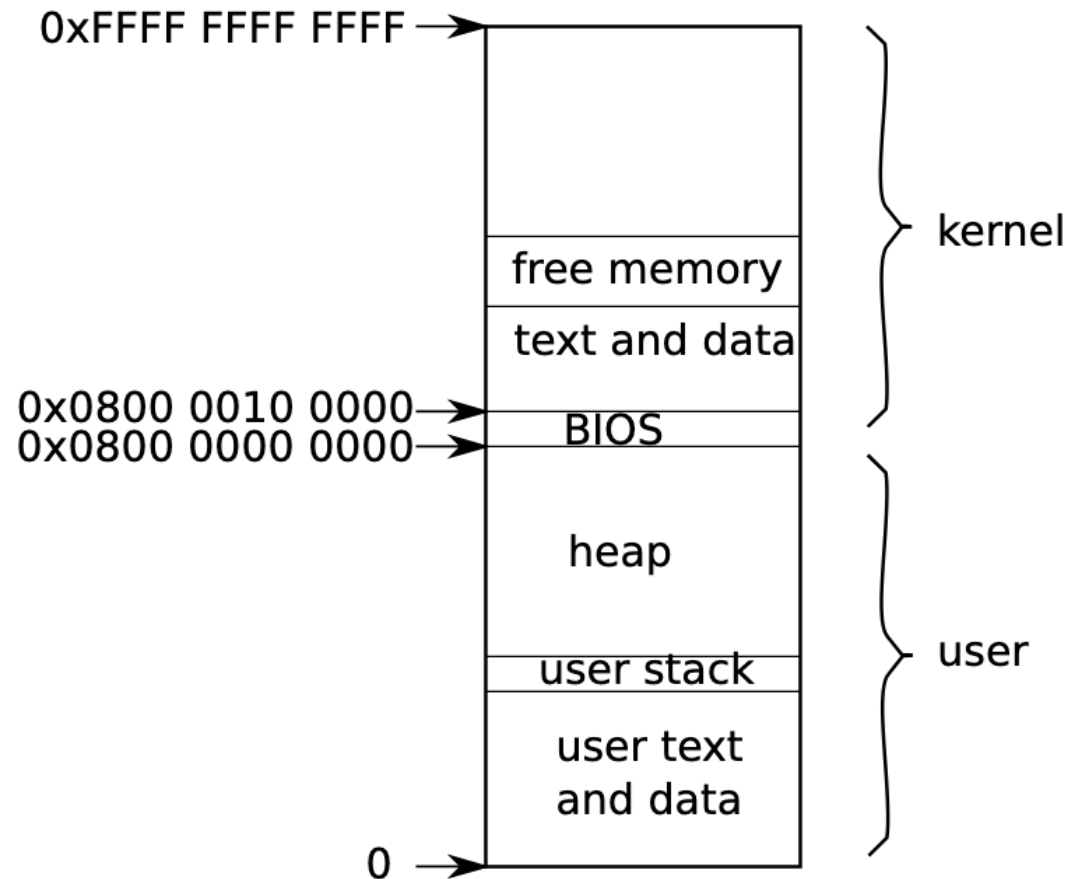 0xFFFF FFFF FFFF
kernel
free memory
text and data
0x0800 0010 0000
BIOS
0x0800 0000 0000
heap
user
user stack
user text
and data
0